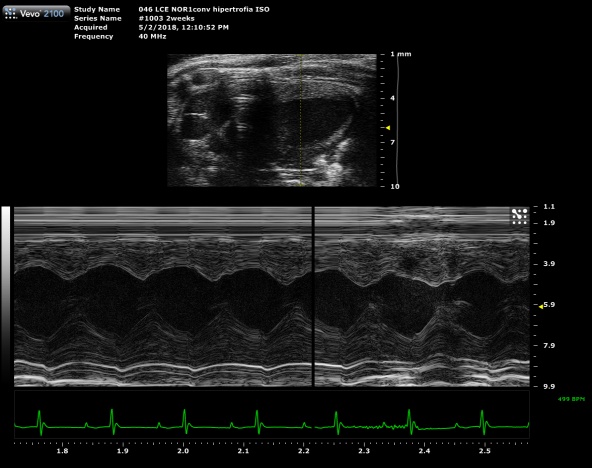 Vevo 2100
Study Name 046 LCE NOR1conv hipertrofia ISO
Series Name #1003 2weeks
Acquired 5/2/2018, 12:10:52 PM
Frequency 40 MHz
1 mm
4
7
10
1.1
1.9
3.9
5.9
7.9
9.9
499 BPM
1.8 1.9 2.0 2.1 2.2 2.3 2.4 2.5